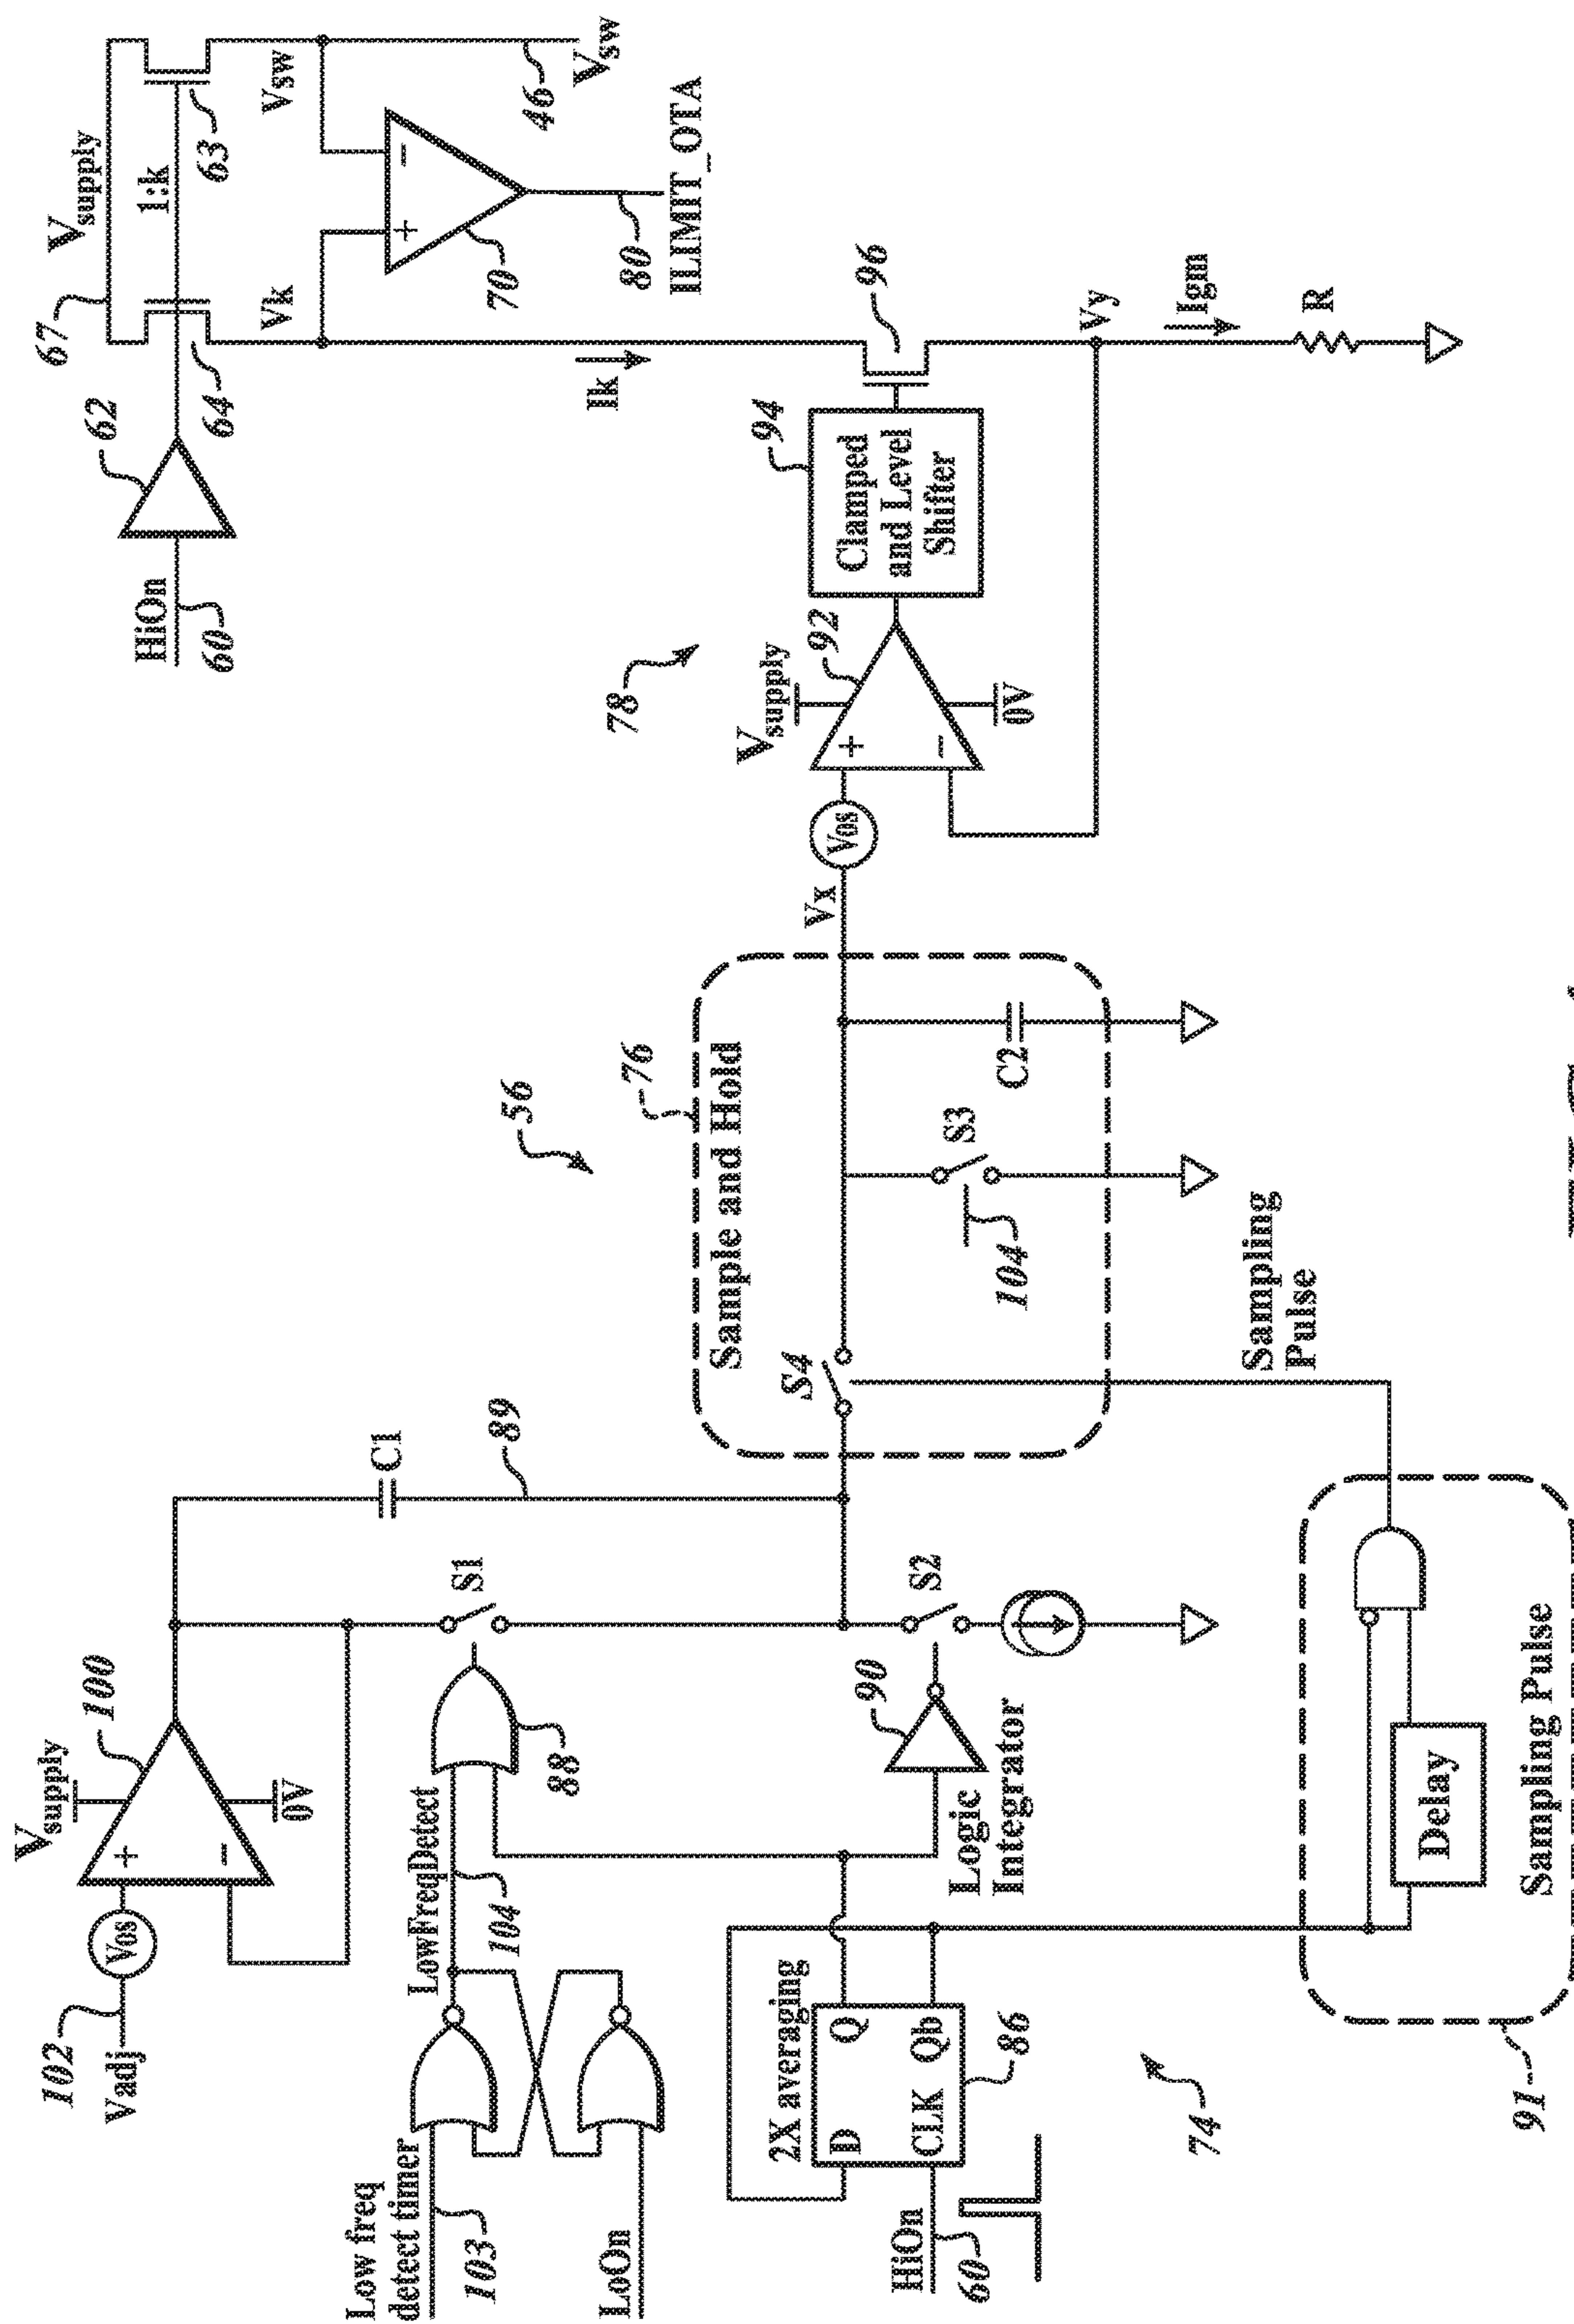 102
Vadj
Vos
+
−
Vsupply
0V
100
C1
89
S1
LowFreqDetect
104
88
Low freq
detect timer
103
LoOn
2X averaging
D
Q
CLK
Qb
86
HiOn
60
74
90
Logic
Integrator
S2
91
Delay
Sampling Pulse
Sampling
Pulse
56
76
Sample and Hold
S4
S3
104
C2
Vx
Vos
+
−
Vsupply
0V
92
78
94
Clamped
and Level
Shifter
96
Vy
Igm
R
Ik
HiOn
60
62
64
67
Vsupply
1:k
63
Vk
Vsw
+
−
70
80
ILIMIT_OTA
46
Vsw